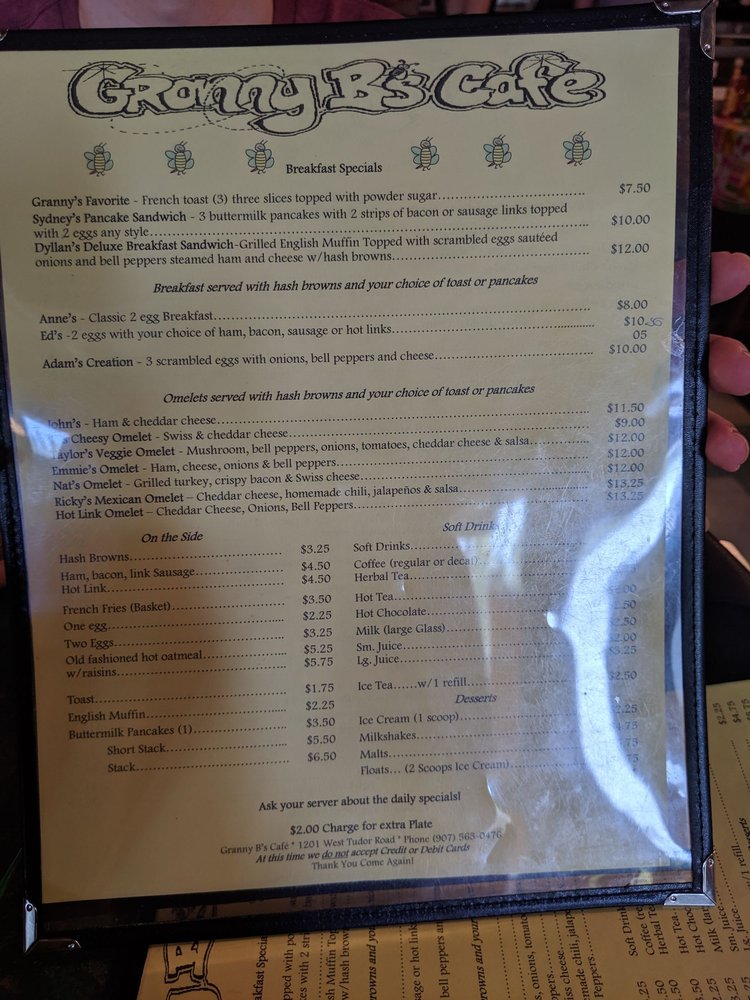 Granny B's Café
Breakfast Specials
Granny's Favorite - French toast (3) three slices topped with powder sugar................................ $7.50
Sydney's Pancake Sandwich - 3 buttermilk pancakes with 2 strips of bacon or sausage links topped
with 2 eggs any style................................ $10.00
Dyllan's Deluxe Breakfast Sandwich-Grilled English Muffin Topped with scrambled eggs sautéed
onions and bell peppers steamed ham and cheese w/hash browns................................ $12.00
Breakfast served with hash browns and your choice of toast or pancakes
Anne's - Classic 2 egg Breakfast................................ $8.00
Ed's -2 eggs with your choice of ham, bacon, sausage or hot links................................ $10.
05
Adam's Creation - 3 scrambled eggs with onions, bell peppers and cheese................................ $10.00
Omelets served with hash browns and your choice of toast or pancakes
John's - Ham & cheddar cheese................................ $11.50
Cheesy Omelet - Swiss & cheddar cheese................................ $9.00
Taylor's Veggie Omelet - Mushroom, bell peppers, onions, tomatoes, cheddar cheese & salsa................ $12.00
Emmie's Omelet - Ham, cheese, onions & bell peppers................................ $12.00
Nat's Omelet - Grilled turkey, crispy bacon & Swiss cheese................................ $12.00
Ricky's Mexican Omelet – Cheddar cheese, homemade chili, jalapeños & salsa................................ $13.25
Hot Link Omelet – Cheddar Cheese, Onions, Bell Peppers................................ $13.25
On the Side
Hash Browns................................ $3.25
Ham, bacon, link Sausage................................ $4.50
Hot Link................................ $4.50
French Fries (Basket)................................ $3.50
One egg................................ $2.25
Two Eggs................................ $3.25
Old fashioned hot oatmeal................................ $5.25
w/raisins................................ $5.75
Toast................................ $1.75
English Muffin................................ $2.25
Buttermilk Pancakes (1)................................ $3.50
Short Stack................................ $5.50
Stack................................ $6.50
Soft Drinks
Soft Drinks................................
Coffee (regular or decaf)................................
Herbal Tea................................
Hot Tea................................
Hot Chocolate................................
Milk (large Glass)................................
Sm. Juice................................
Lg. Juice................................ $3.25
Ice Tea......w/1 refill................................ $2.50
Desserts
Ice Cream (1 scoop)................................
Milkshakes................................
Malts................................
Floats... (2 Scoops Ice Cream)................................
Ask your server about the daily specials!
$2.00 Charge for extra Plate
Granny B's Café * 1201 West Tudor Road * Phone (907) 563-0476
At this time we do not accept Credit or Debit Cards
Thank You Come Again!